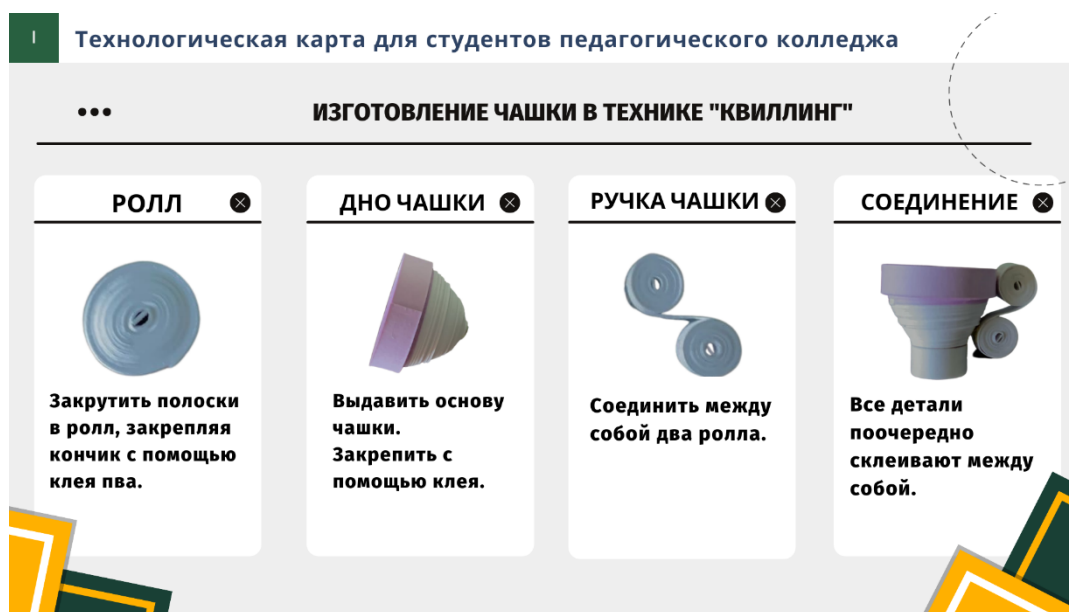 I
Технологическая карта для студентов педагогического колледжа
ИЗГОТОВЛЕНИЕ ЧАШКИ В ТЕХНИКЕ "КВИЛЛИНГ"
РОЛЛ
Закрутить полоски
в ролл, закрепляя
кончик с помощью
клея пва.
ДНО ЧАШКИ
Выдавить основу
чашки.
Закрепить с
помощью клея.
РУЧКА ЧАШКИ
Соединить между
собой два ролла.
СОЕДИНЕНИЕ
Все детали
поочередно
склеивают между
собой.